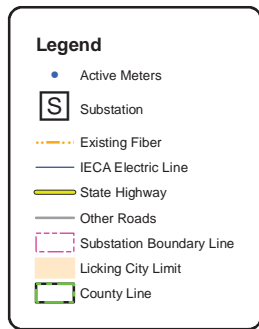 Legend
Active Meters
S Substation
Existing Fiber
IECA Electric Line
State Highway
Other Roads
Substation Boundary Line
Licking City Limit
County Line